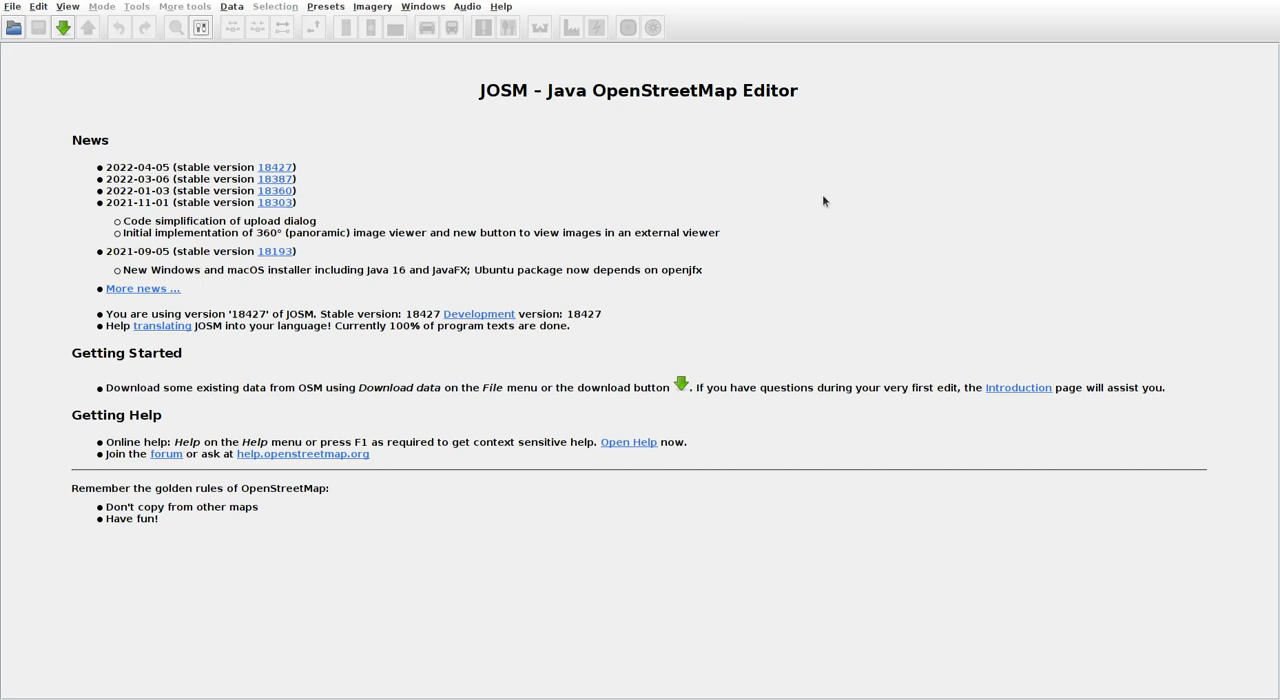 File Edit View Mode Tools More tools Data Selection Presets Imagery Windows Audio Help
JOSM – Java OpenStreetMap Editor
News
● 2022-04-05 (stable version 18427)
● 2022-03-06 (stable version 18387)
● 2022-01-03 (stable version 18360)
● 2021-11-01 (stable version 18303)
○ Code simplification of upload dialog
○ Initial implementation of 360° (panoramic) image viewer and new button to view images in an external viewer
● 2021-09-05 (stable version 18193)
○ New Windows and macOS installer including Java 16 and JavaFX; Ubuntu package now depends on openjfx
● More news ...
● You are using version '18427' of JOSM. Stable version: 18427 Development version: 18427
● Help translating JOSM into your language! Currently 100% of program texts are done.
Getting Started
● Download some existing data from OSM using Download data on the File menu or the download button . If you have questions during your very first edit, the Introduction page will assist you.
Getting Help
● Online help: Help on the Help menu or press F1 as required to get context sensitive help. Open Help now.
● Join the forum or ask at help.openstreetmap.org
Remember the golden rules of OpenStreetMap:
● Don't copy from other maps
● Have fun!